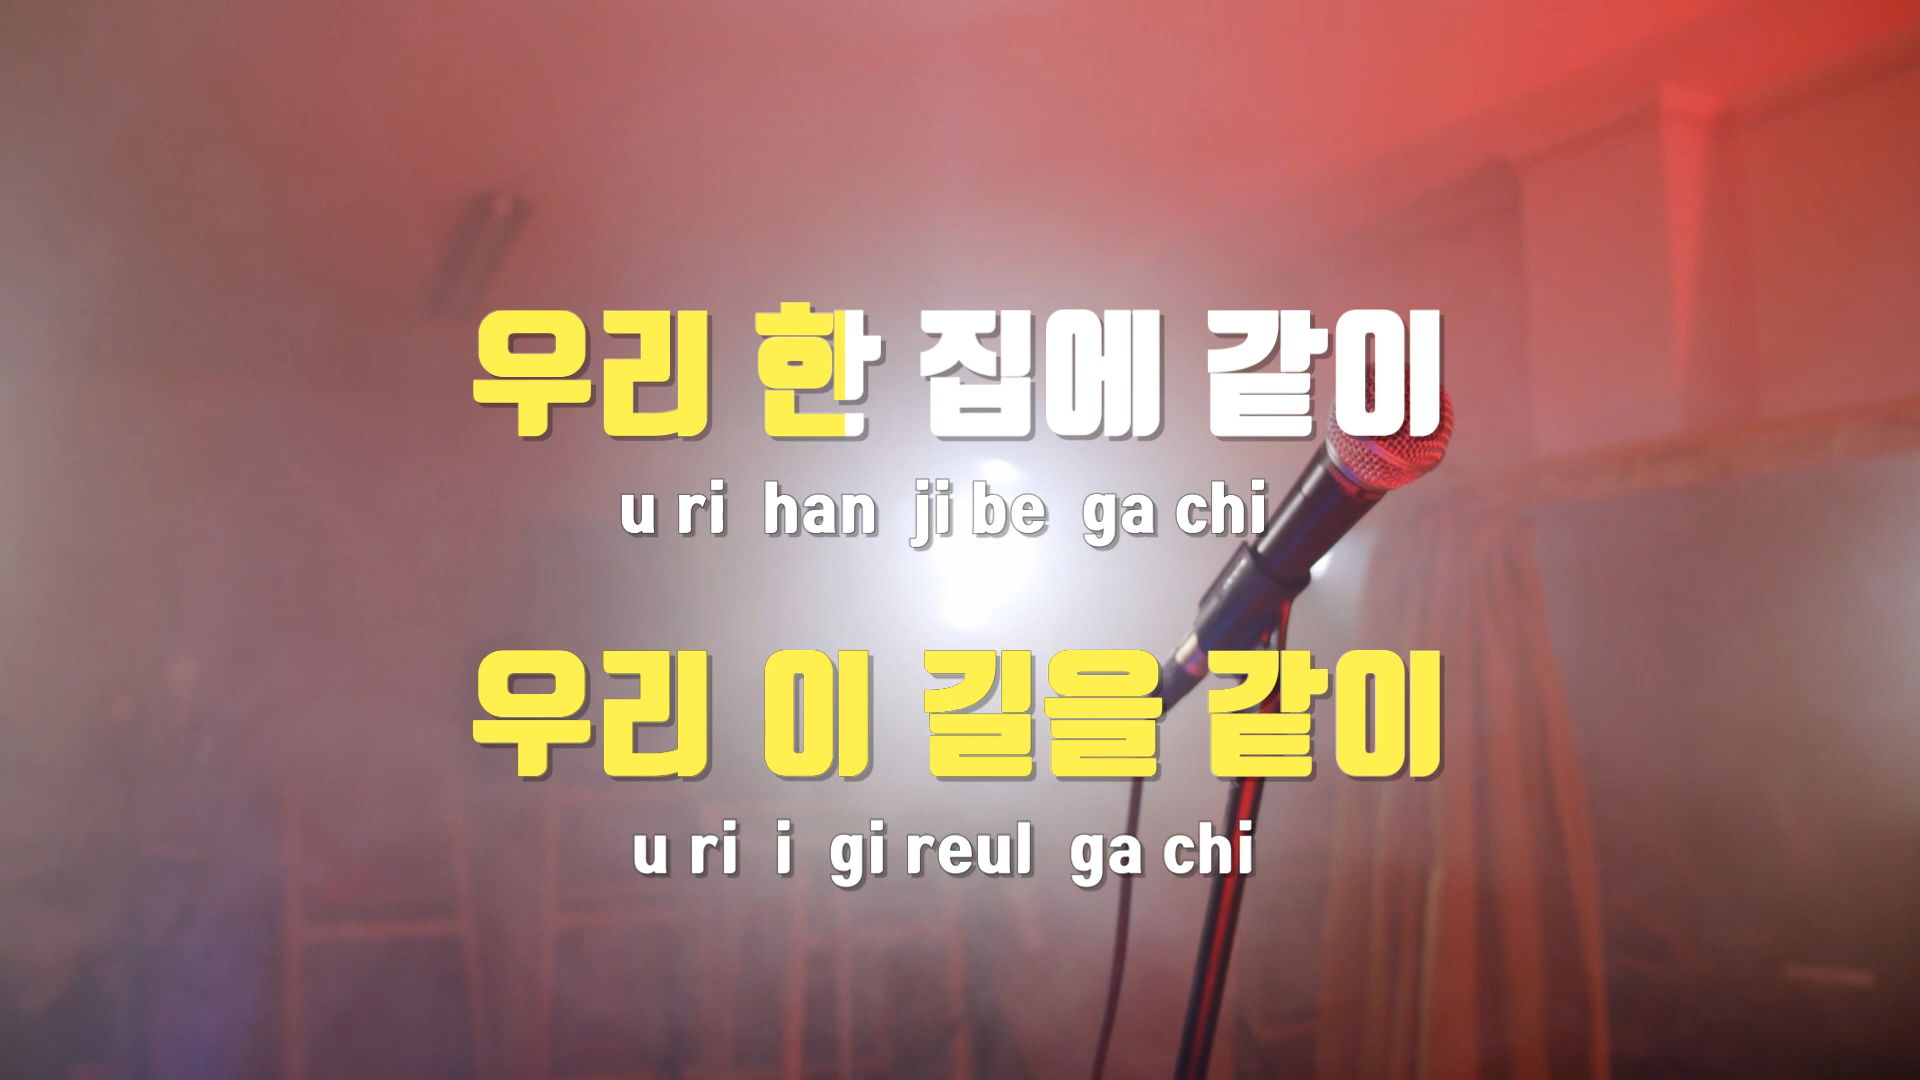 우리 한 집에 같이
u ri han ji be ga chi
우리 이 길을 같이
u ri i gi reul ga chi